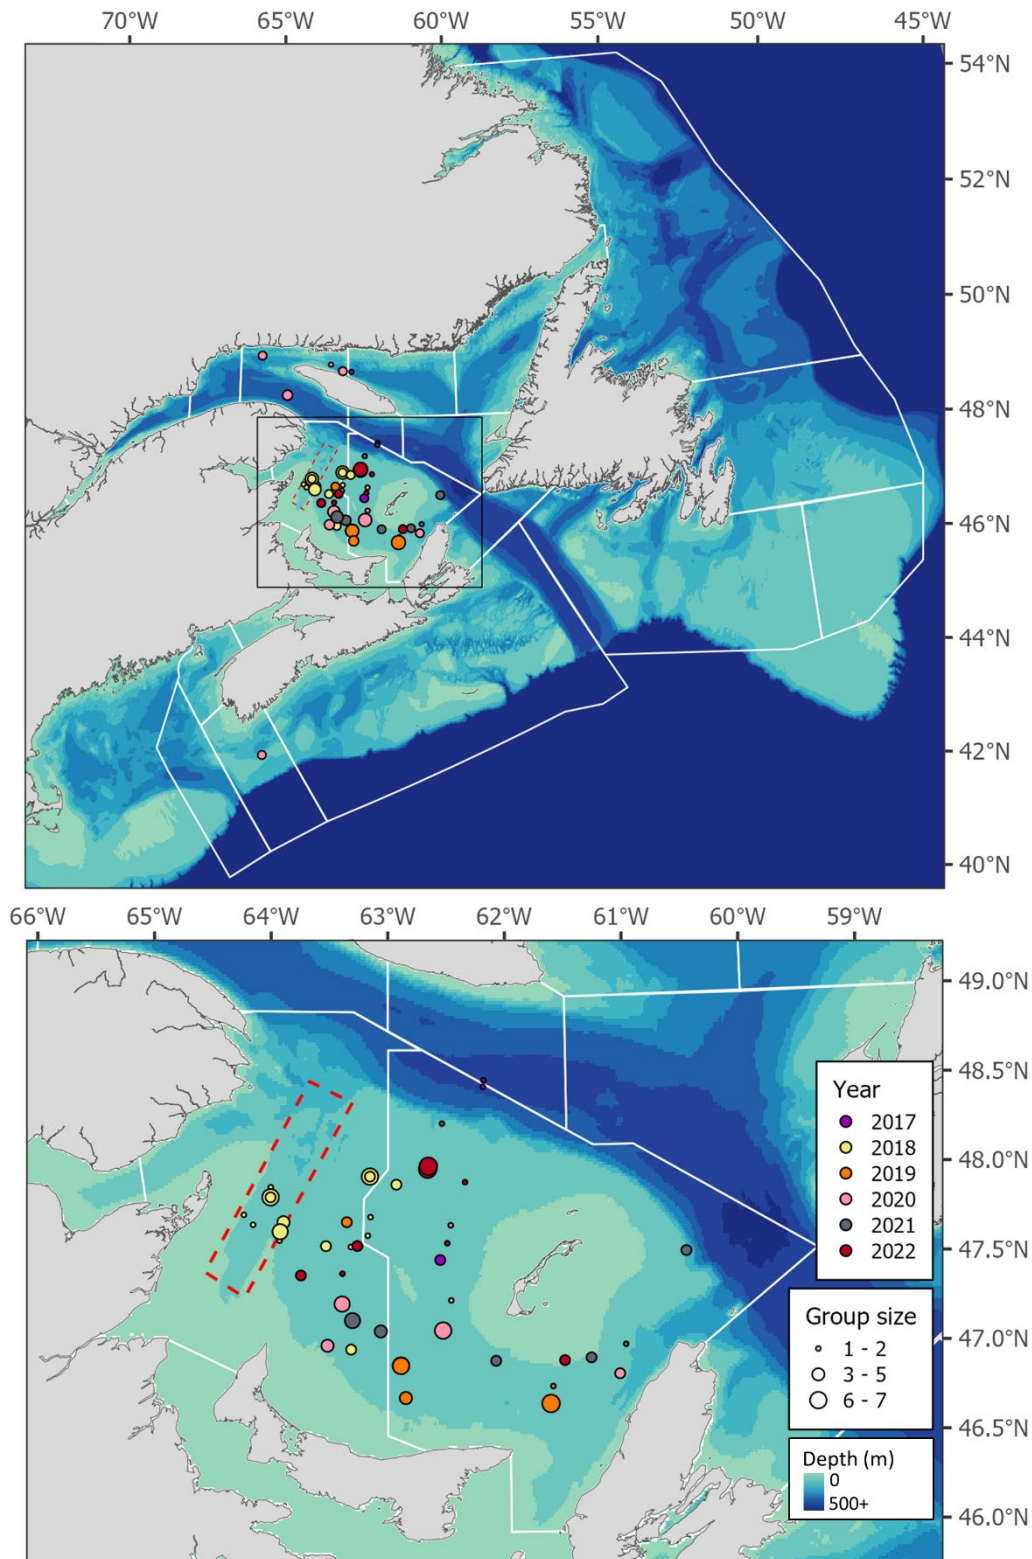 70°W 65°W 60°W 55°W 50°W 45°W
54°N
52°N
50°N
48°N
46°N
44°N
42°N
40°N
66°W 65°W 64°W 63°W 62°W 61°W 60°W 59°W
49.0°N
48.5°N
48.0°N
47.5°N
47.0°N
46.5°N
46.0°N
Year
2017
2018
2019
2020
2021
2022
Group size
1 - 2
3 - 5
6 - 7
Depth (m)
0
500+